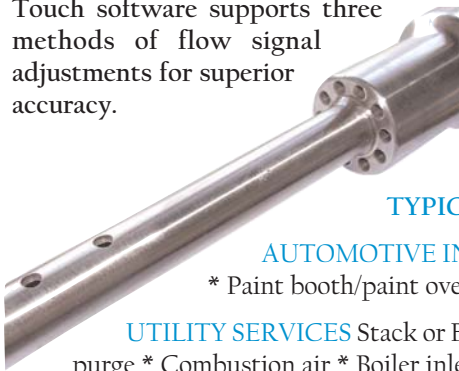 Touch software supports three
methods of flow signal
adjustments for superior
accuracy.
TYPIC
AUTOMOTIVE IN
* Paint booth/paint ove
UTILITY SERVICES Stack or F
purge * Combustion air * Boiler inle